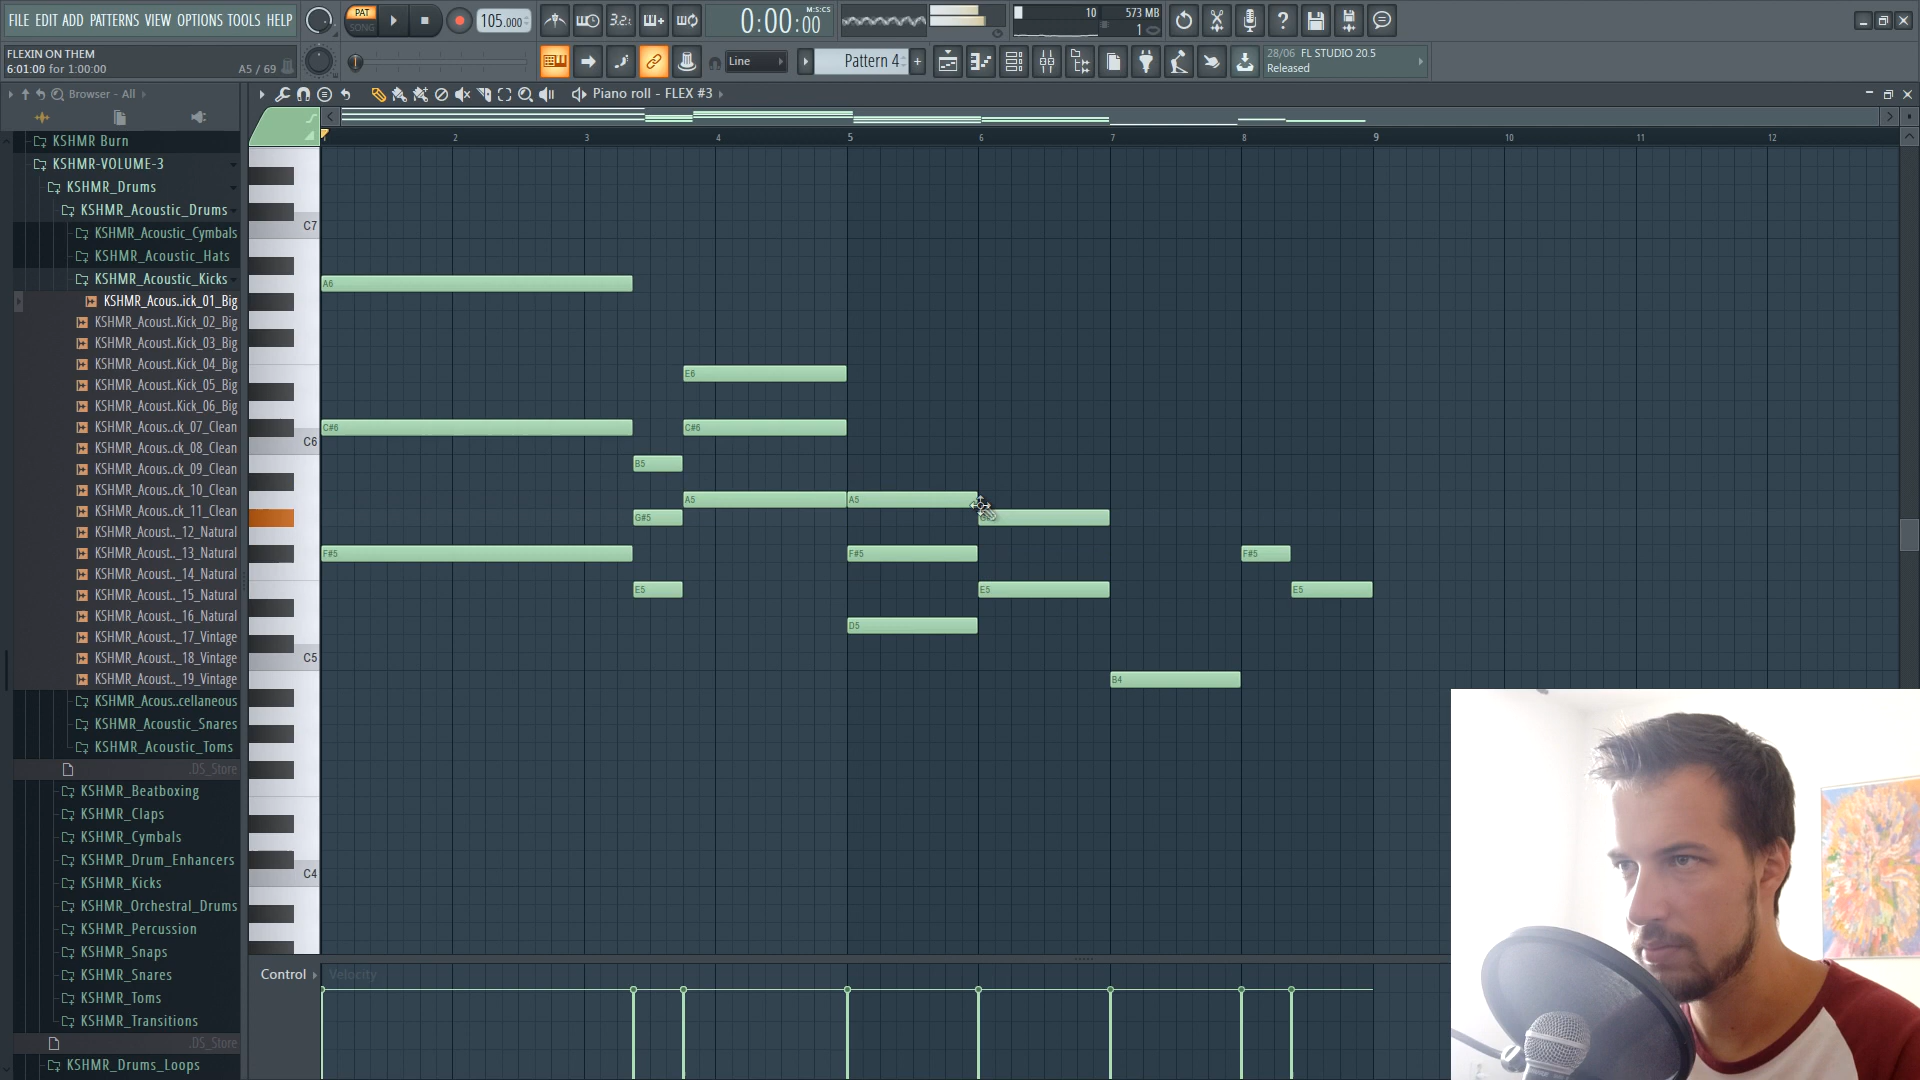 FILE EDIT ADD PATTERNS VIEW OPTIONS TOOLS HELP
PAT
SONG
105.000
3.2.
0:00:00
M:S:CS
10
573 MB
1
FLEXIN ON THEM
6:01:00 for 1:00:00
A5 / 69
Line
Pattern 4
28/06 FL STUDIO 20.5
Released
Browser - All
Piano roll - FLEX #3
2 3 4 5 6 7 8 9 10 11 12
KSHMR Burn
KSHMR-VOLUME-3
KSHMR_Drums
KSHMR_Acoustic_Drums
KSHMR_Acoustic_Cymbals
KSHMR_Acoustic_Hats
KSHMR_Acoustic_Kicks
KSHMR_Acous..ick_01_Big
KSHMR_Acoust..Kick_02_Big
KSHMR_Acoust..Kick_03_Big
KSHMR_Acoust..Kick_04_Big
KSHMR_Acoust..Kick_05_Big
KSHMR_Acoust..Kick_06_Big
KSHMR_Acous..ck_07_Clean
KSHMR_Acous..ck_08_Clean
KSHMR_Acous..ck_09_Clean
KSHMR_Acous..ck_10_Clean
KSHMR_Acous..ck_11_Clean
KSHMR_Acoust.._12_Natural
KSHMR_Acoust.._13_Natural
KSHMR_Acoust.._14_Natural
KSHMR_Acoust.._15_Natural
KSHMR_Acoust.._16_Natural
KSHMR_Acoust.._17_Vintage
KSHMR_Acoust.._18_Vintage
KSHMR_Acoust.._19_Vintage
KSHMR_Acous..cellaneous
KSHMR_Acoustic_Snares
KSHMR_Acoustic_Toms
.DS_Store
KSHMR_Beatboxing
KSHMR_Claps
KSHMR_Cymbals
KSHMR_Drum_Enhancers
KSHMR_Kicks
KSHMR_Orchestral_Drums
KSHMR_Percussion
KSHMR_Snaps
KSHMR_Snares
KSHMR_Toms
KSHMR_Transitions
.DS_Store
KSHMR_Drums_Loops
C7
A6
E6
C#6
C#6
C6
B5
A5
A5
G#5
F#5
F#5
F#5
E5
E5
E5
D5
C5
B4
C4
Control
Velocity